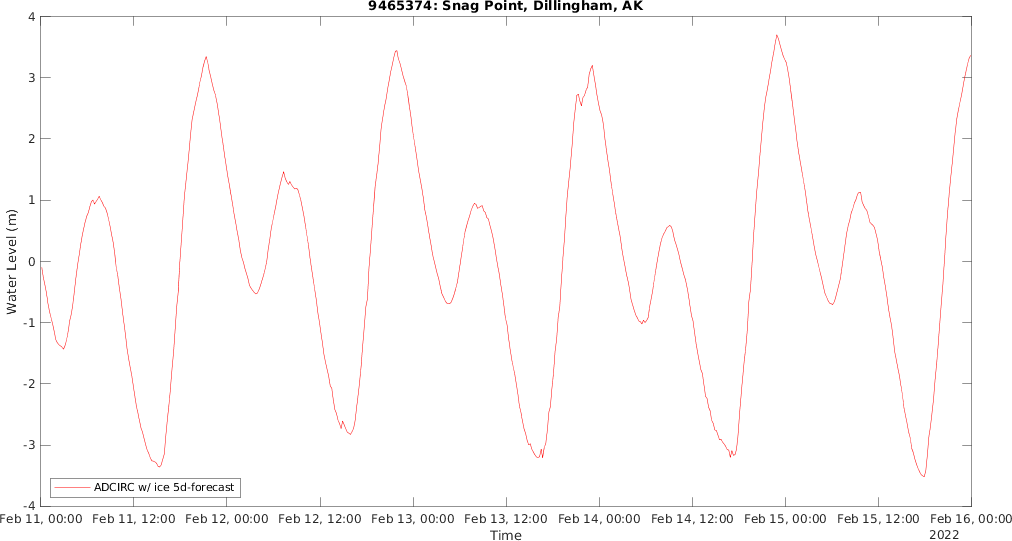 9465374: Snag Point, Dillingham, AK
4
3
2
1
0
-1
-2
-3
-4
Water Level (m)
ADCIRC w/ ice 5d-forecast
Feb 11, 00:00 Feb 11, 12:00 Feb 12, 00:00 Feb 12, 12:00 Feb 13, 00:00 Feb 13, 12:00 Feb 14, 00:00 Feb 14, 12:00 Feb 15, 00:00 Feb 15, 12:00 Feb 16, 00:00
Time
2022